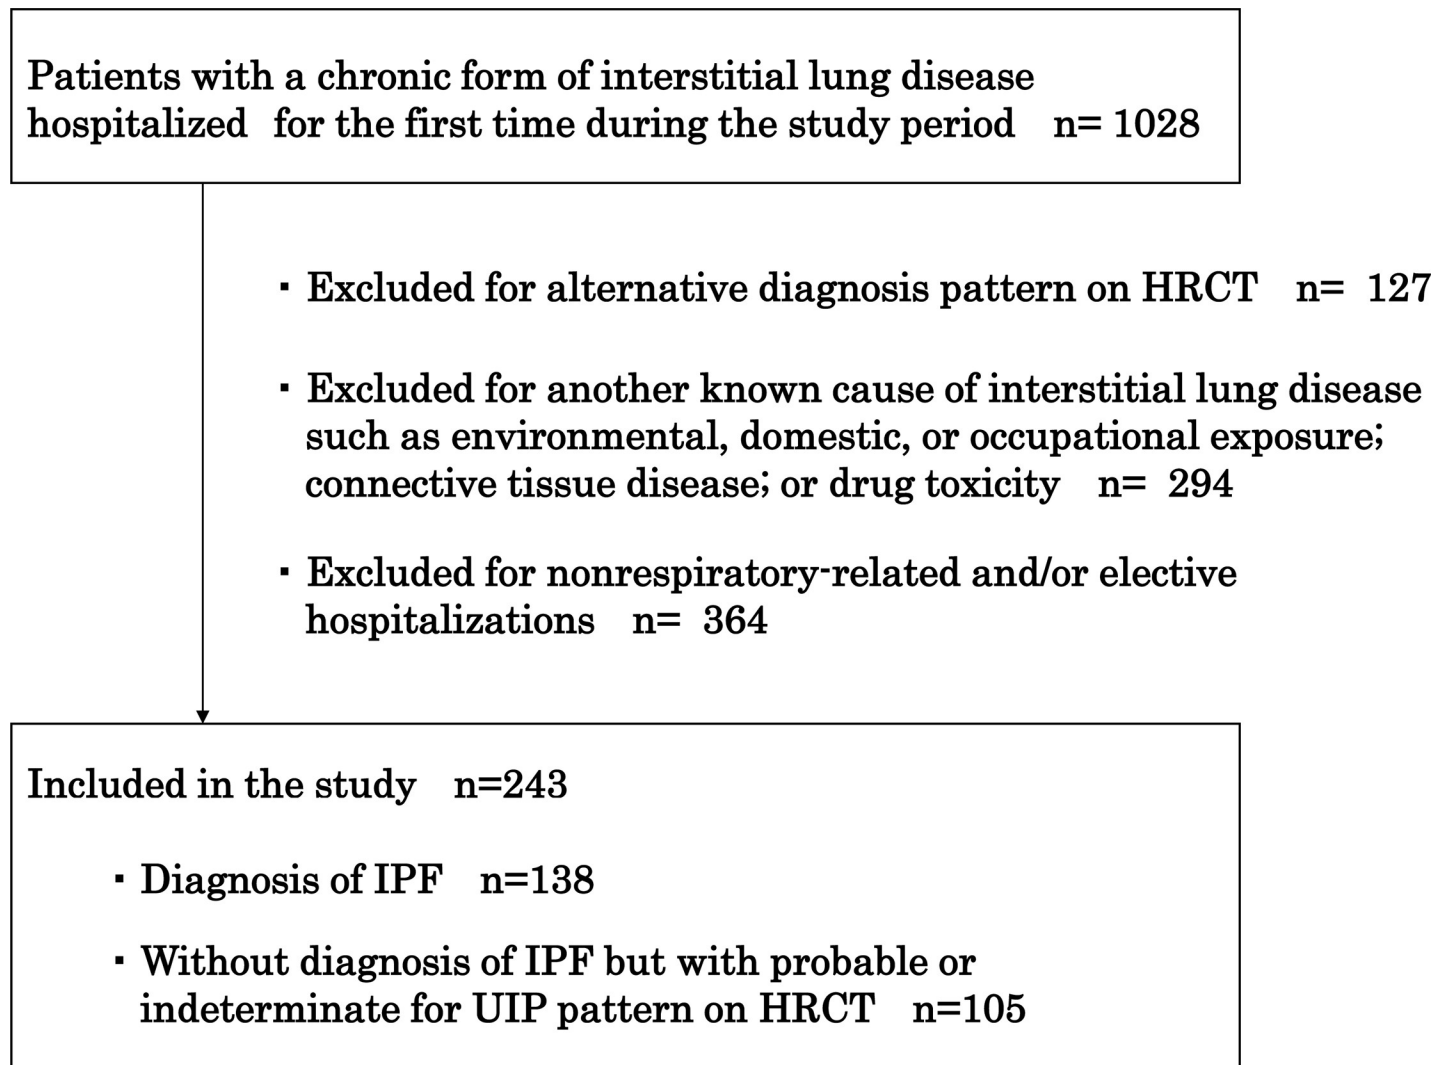 Patients with a chronic form of interstitial lung disease
hospitalized for the first time during the study period n= 1028
・Excluded for alternative diagnosis pattern on HRCT n= 127
・Excluded for another known cause of interstitial lung disease
such as environmental, domestic, or occupational exposure;
connective tissue disease; or drug toxicity n= 294
・Excluded for nonrespiratory-related and/or elective
hospitalizations n= 364
Included in the study n=243
・Diagnosis of IPF n=138
・Without diagnosis of IPF but with probable or
indeterminate for UIP pattern on HRCT n=105